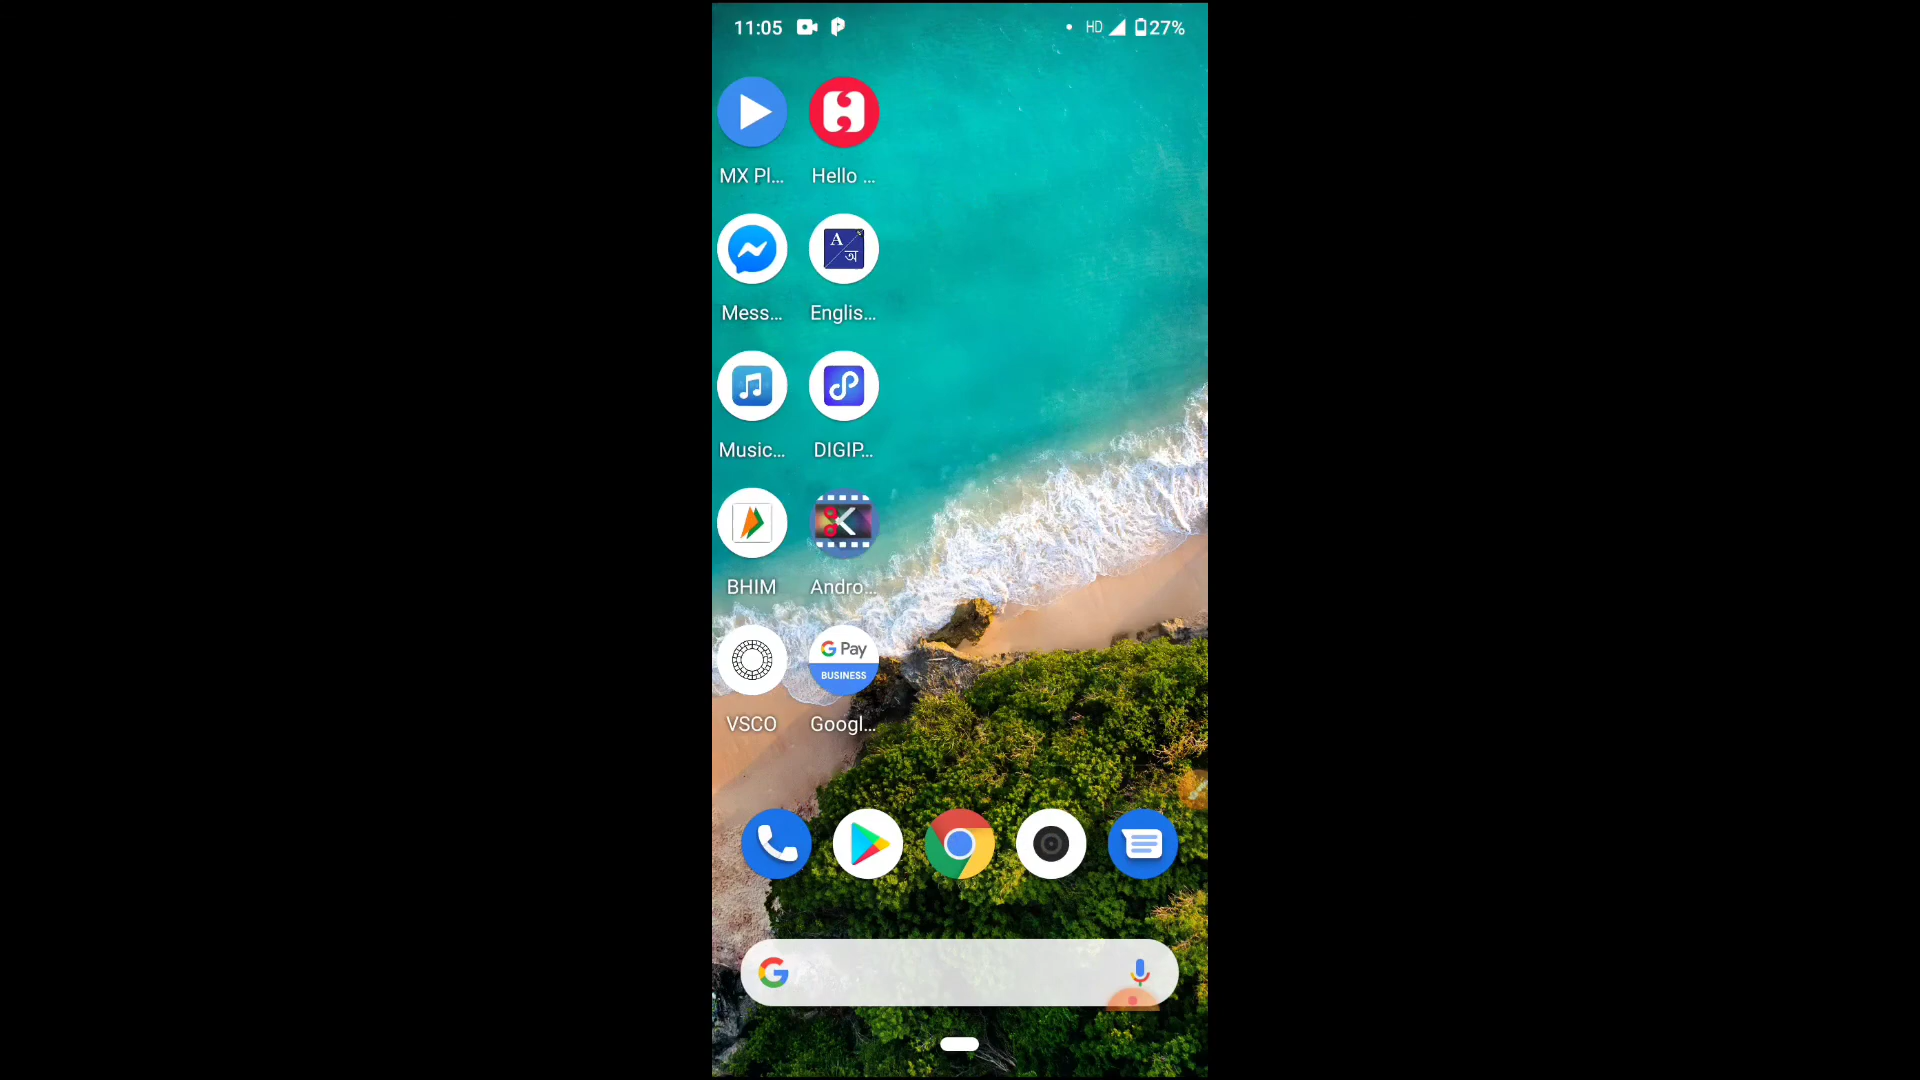 11:05 HD 27%
MX Pl... Hello ...
A अ
Mess... Englis...
Music... DIGIP...
BHIM Andro...
G Pay
BUSINESS
VSCO Googl...